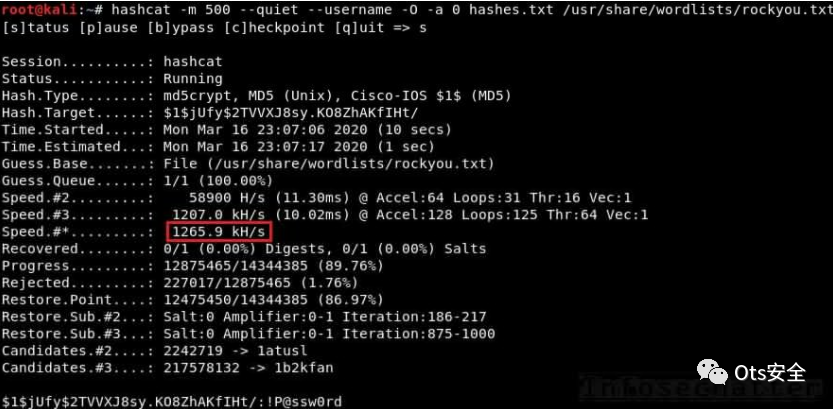 root@kali:~# hashcat -m 500 --quiet --username -O -a 0 hashes.txt /usr/share/wordlists/rockyou.txt
[s]tatus [p]ause [b]ypass [c]heckpoint [q]uit => s
Session..........: hashcat
Status...........: Running
Hash.Type........: md5crypt, MD5 (Unix), Cisco-IOS $1$ (MD5)
Hash.Target......: $1$jUfy$2TVVXJ8sy.KO8ZhAKfIHt/
Time.Started.....: Mon Mar 16 23:07:06 2020 (10 secs)
Time.Estimated...: Mon Mar 16 23:07:17 2020 (1 sec)
Guess.Base.......: File (/usr/share/wordlists/rockyou.txt)
Guess.Queue......: 1/1 (100.00%)
Speed.#2.........: 58900 H/s (11.30ms) @ Accel:64 Loops:31 Thr:16 Vec:1
Speed.#3.........: 1207.0 kH/s (10.02ms) @ Accel:128 Loops:125 Thr:64 Vec:1
Speed.#*.........: 1265.9 kH/s
Recovered........: 0/1 (0.00%) Digests, 0/1 (0.00%) Salts
Progress.........: 12875465/14344385 (89.76%)
Rejected.........: 227017/12875465 (1.76%)
Restore.Point....: 12475450/14344385 (86.97%)
Restore.Sub.#2...: Salt:0 Amplifier:0-1 Iteration:186-217
Restore.Sub.#3...: Salt:0 Amplifier:0-1 Iteration:875-1000
Candidates.#2....: 2242719 -> 1atusl
Candidates.#3....: 217578132 -> 1b2kfan
Ots安全
$1$jUfy$2TVVXJ8sy.KO8ZhAKfIHt/:!P@ssw0rd